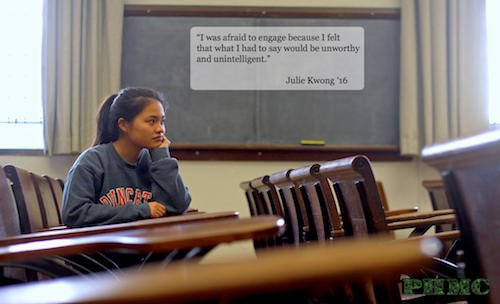 “I was afraid to engage because I felt
that what I had to say would be unworthy
and unintelligent.”
Julie Kwong '16
PHMC